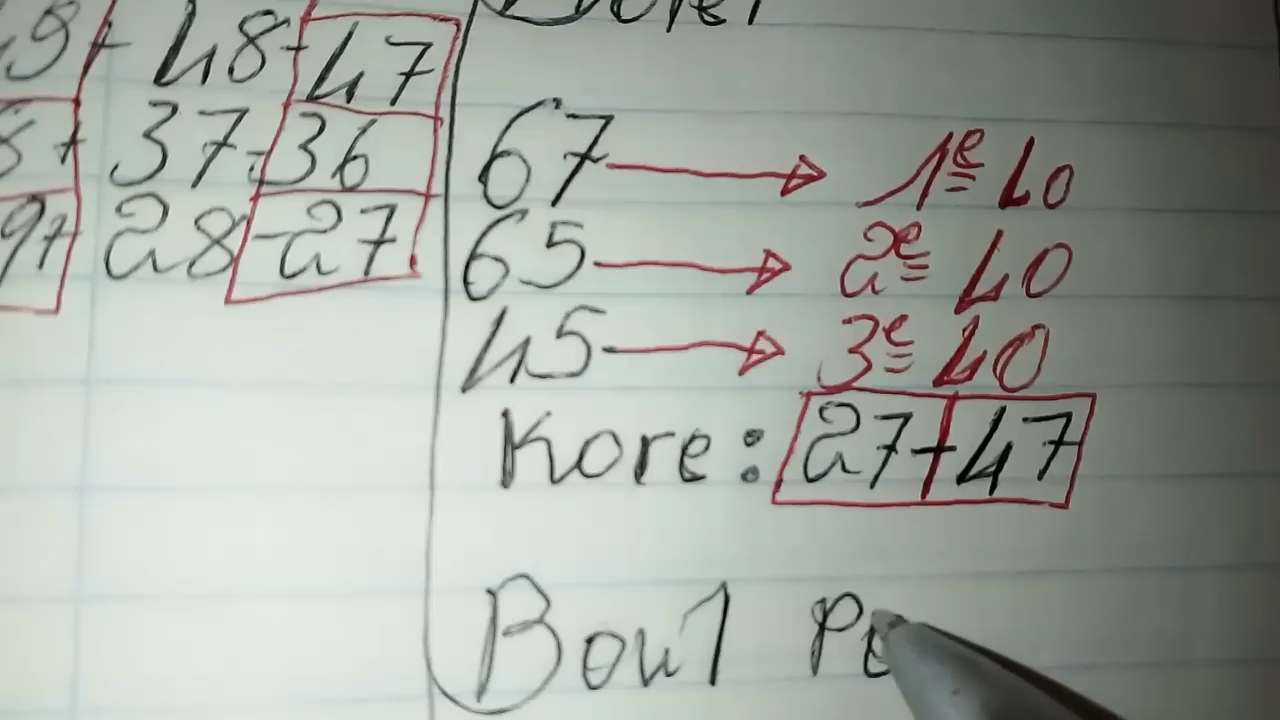 48-47
37-36
28-27
67 → 1e Lo
65 → 2e LO
45 → 3e LO
Kore: 27+47
Boul